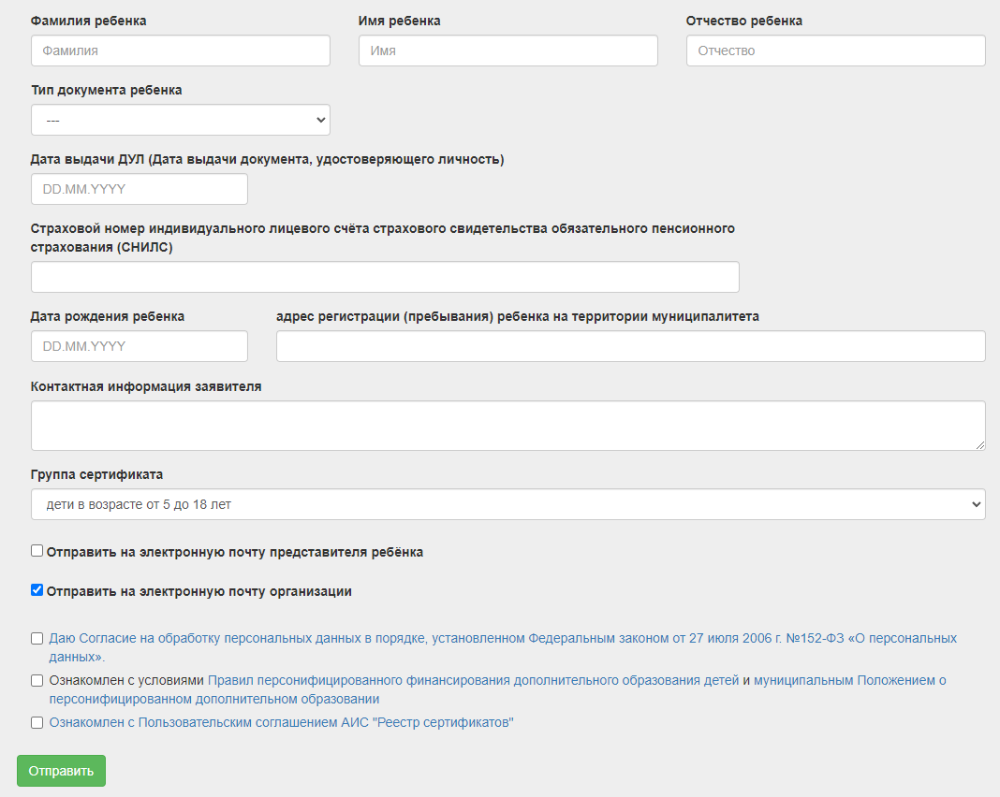 Фамилия ребенка Имя ребенка Отчество ребенка
Фамилия Имя Отчество
Тип документа ребенка
---
Дата выдачи ДУЛ (Дата выдачи документа, удостоверяющего личность)
DD.MM.YYYY
Страховой номер индивидуального лицевого счёта страхового свидетельства обязательного пенсионного
страхования (СНИЛС)
Дата рождения ребенка адрес регистрации (пребывания) ребенка на территории муниципалитета
DD.MM.YYYY
Контактная информация заявителя
Группа сертификата
дети в возрасте от 5 до 18 лет
Отправить на электронную почту представителя ребёнка
Отправить на электронную почту организации
Даю Согласие на обработку персональных данных в порядке, установленном Федеральным законом от 27 июля 2006 г. №152-ФЗ «О персональных
данных».
Ознакомлен с условиями Правил персонифицированного финансирования дополнительного образования детей и муниципальным Положением о
персонифицированном дополнительном образовании
Ознакомлен с Пользовательским соглашением АИС "Реестр сертификатов"
Отправить